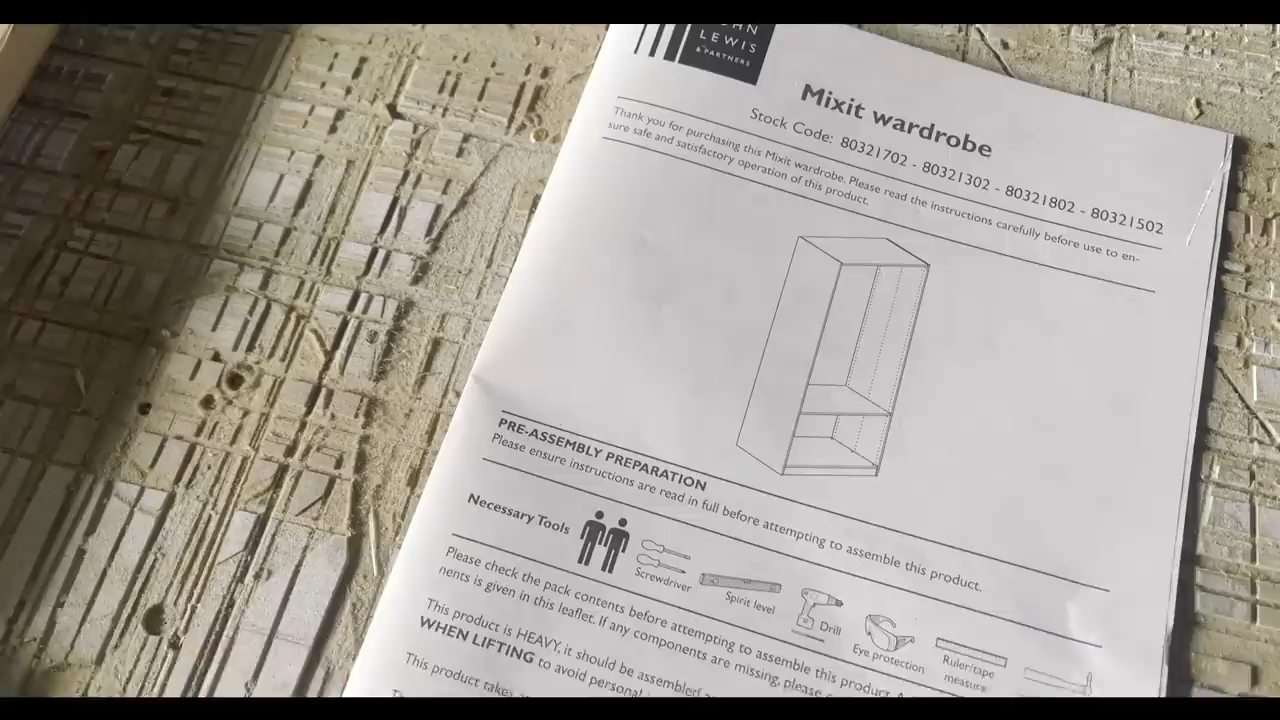 LEWIS
& PARTNERS
Mixit wardrobe
Stock Code: 80321702 - 80321302 - 80321802 - 80321502
Thank you for purchasing this Mixit wardrobe. Please read the instructions carefully before use to en-
sure safe and satisfactory operation of this product.
PRE-ASSEMBLY PREPARATION
Please ensure instructions are read in full before attempting to assemble this product.
Necessary Tools
Screwdriver
Spirit level
Drill
Eye protection
Ruler/tape
measure
Please check the pack contents before attempting to assemble this product.
nents is given in this leaflet. If any components are missing, please
This product is HEAVY, it should be assembled
WHEN LIFTING to avoid personal
This product takes